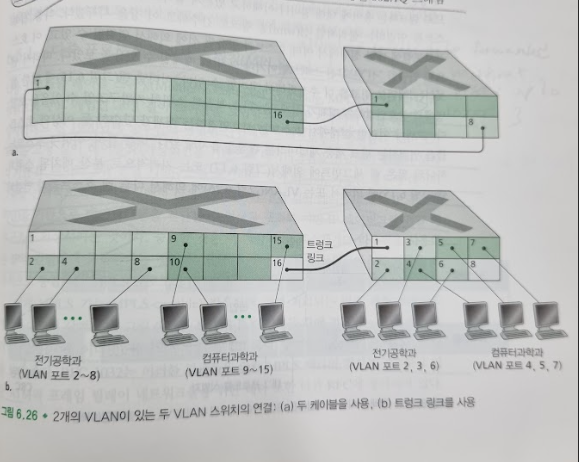 1
16
1
8
a.
1
9
15
트렁크
링크
2
4
8
10
16
1
3
5
7
2
4
6
8
전기공학과
(VLAN 포트 2~8)
컴퓨터과학과
(VLAN 포트 9~15)
전기공학과
(VLAN 포트 2, 3, 6)
컴퓨터과학과
(VLAN 포트 4, 5, 7)
b.
그림 6.26 • 2개의 VLAN이 있는 두 VLAN 스위치의 연결: (a) 두 케이블을 사용, (b) 트렁크 링크를 사용